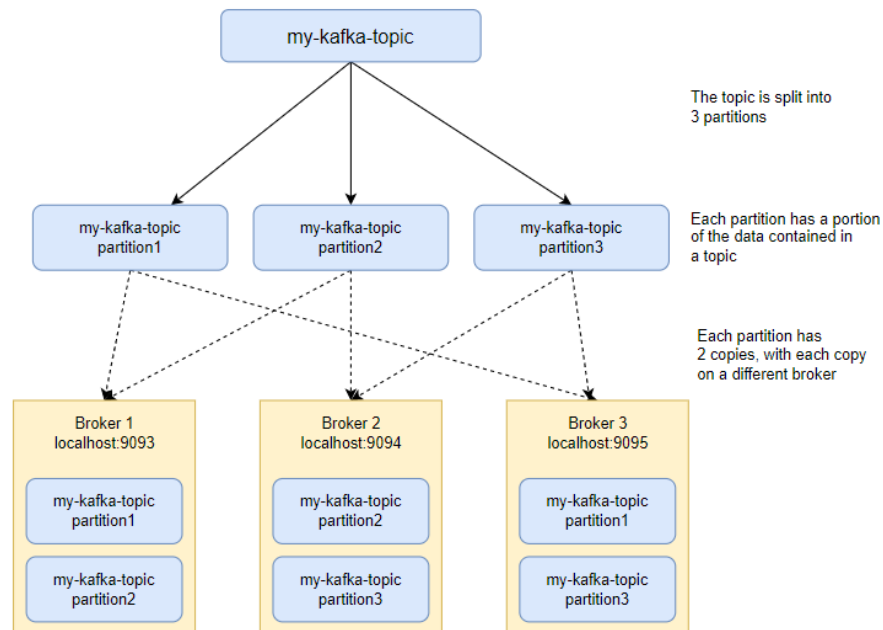 my-kafka-topic
The topic is split into
3 partitions
my-kafka-topic
partition1
my-kafka-topic
partition2
my-kafka-topic
partition3
Each partition has a portion
of the data contained in
a topic
Each partition has
2 copies, with each copy
on a different broker
Broker 1
localhost:9093
my-kafka-topic
partition1
my-kafka-topic
partition2
Broker 2
localhost:9094
my-kafka-topic
partition2
my-kafka-topic
partition3
Broker 3
localhost:9095
my-kafka-topic
partition1
my-kafka-topic
partition3